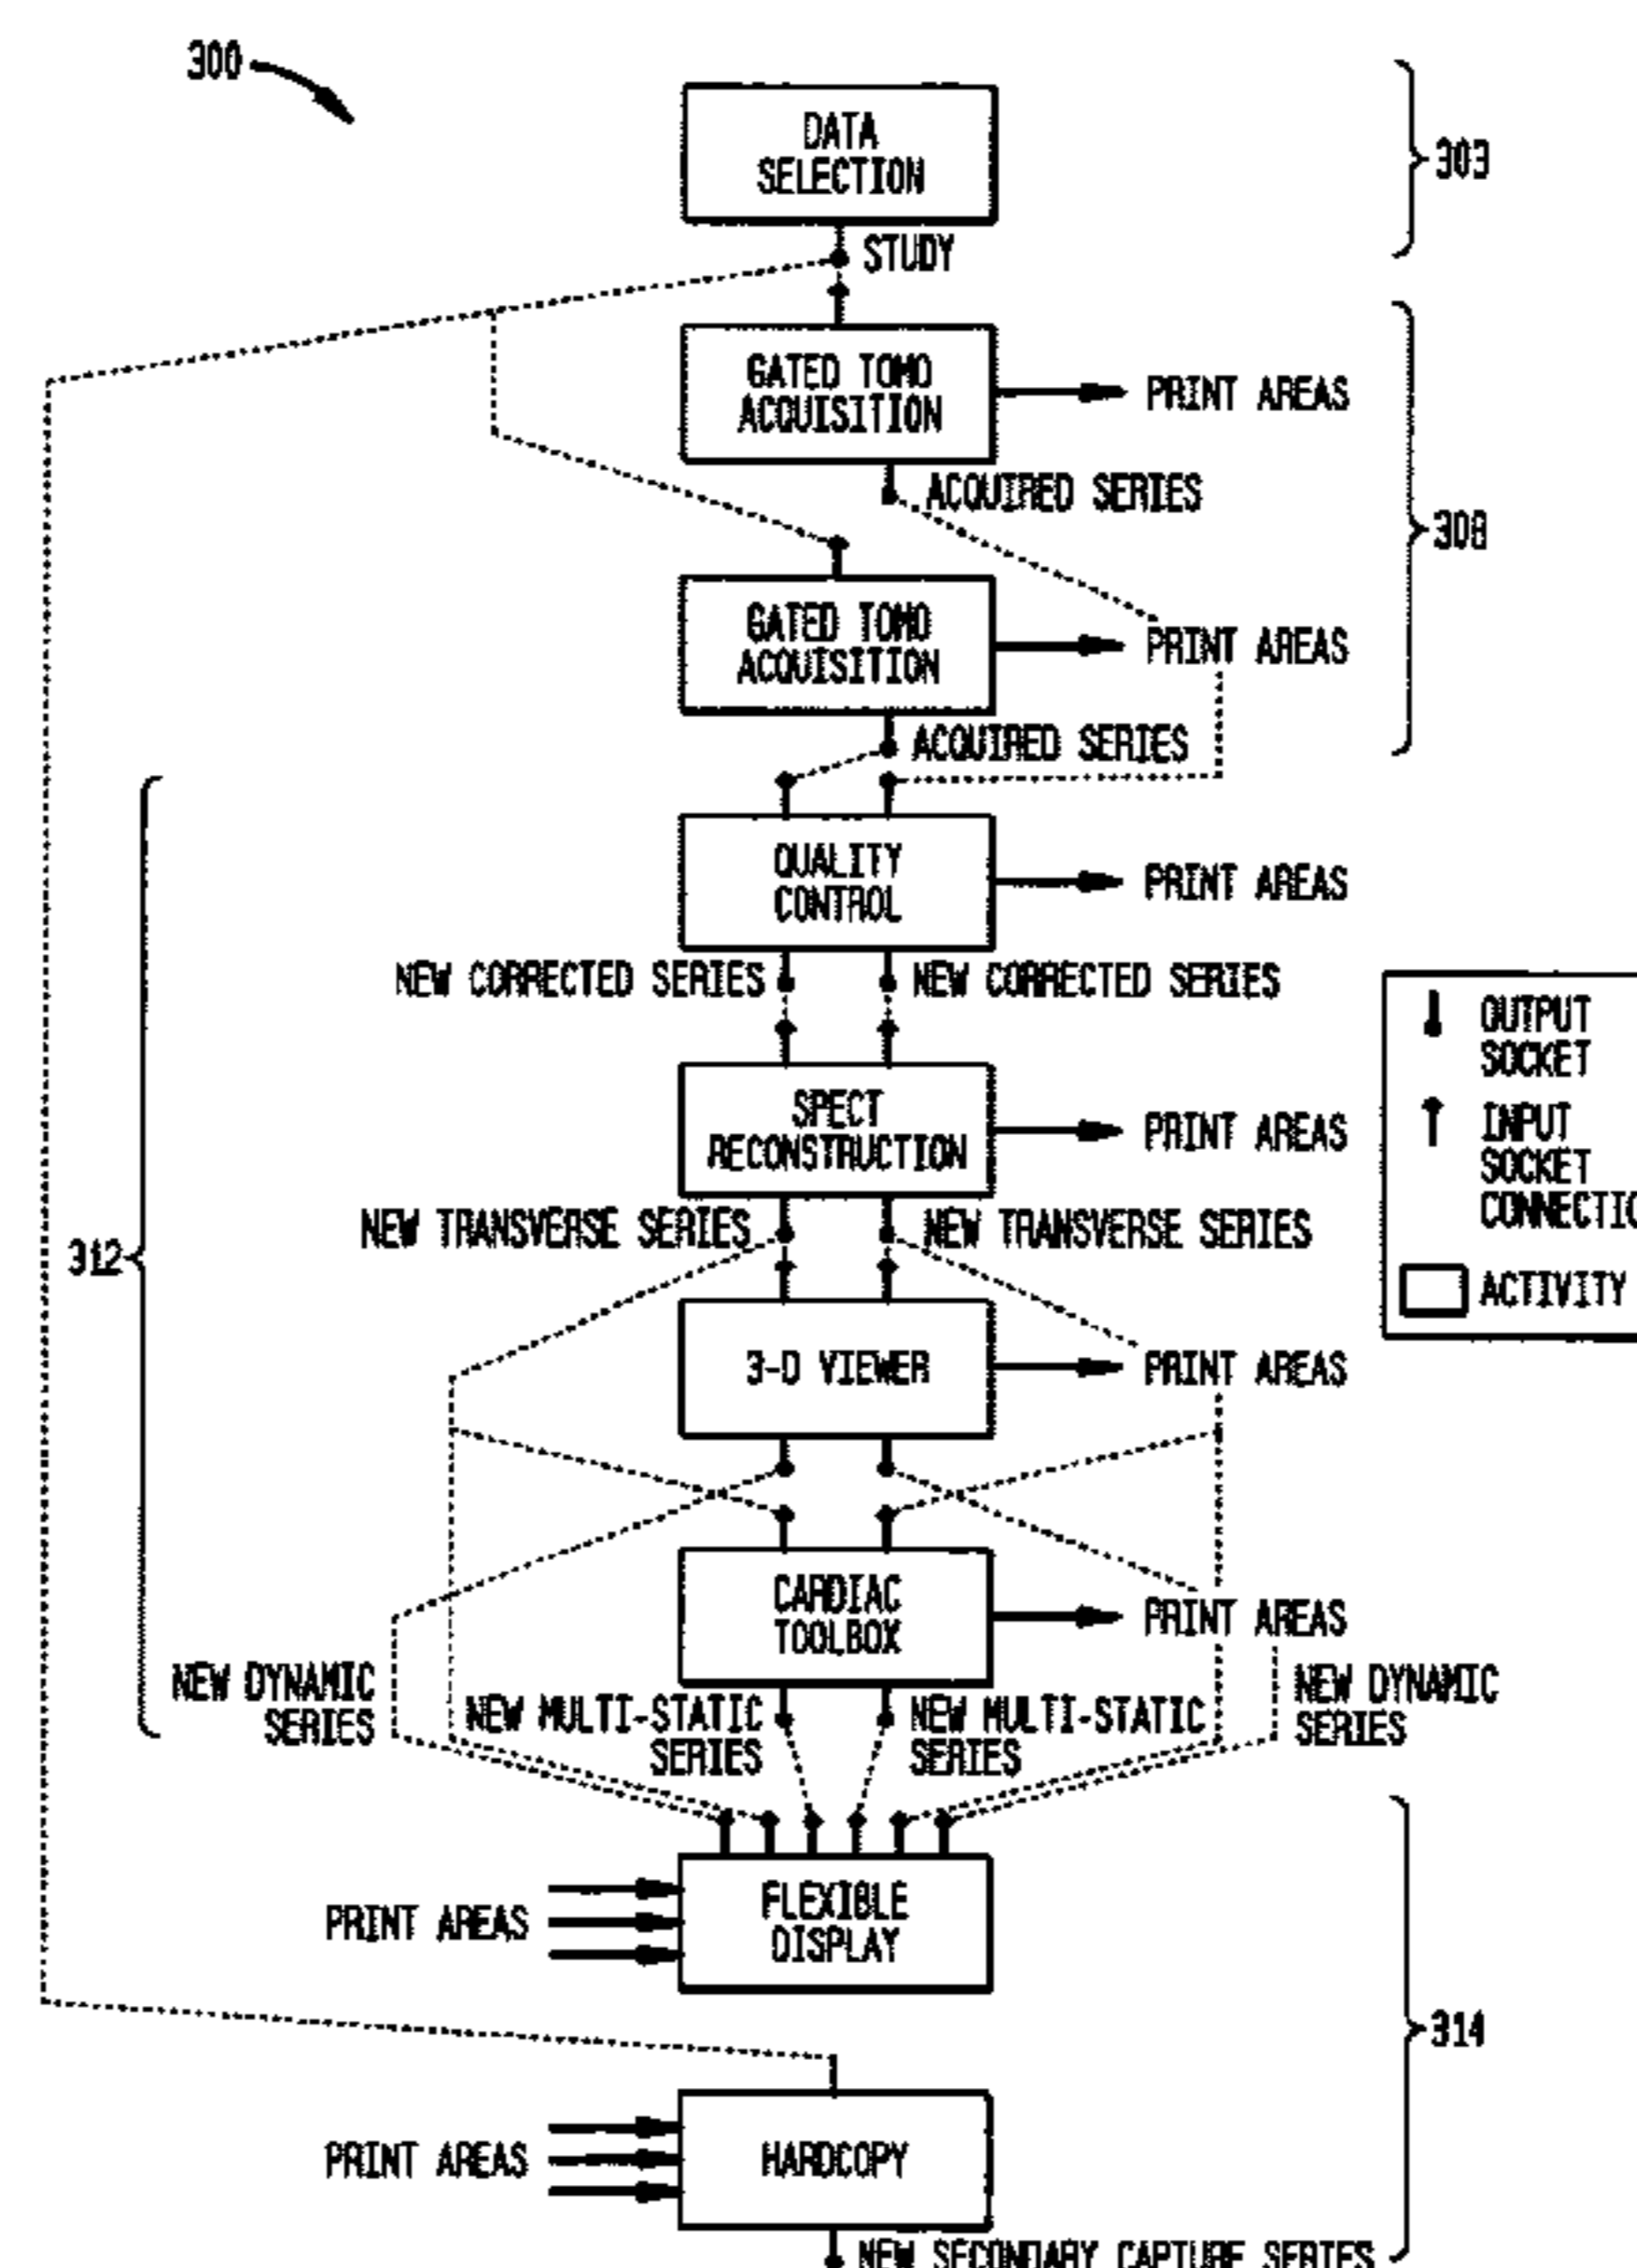 300
DATA
SELECTION
303
STUDY
GATED TOMO
ACQUISITION
PRINT AREAS
ACQUIRED SERIES
308
GATED TOMO
ACQUISITION
PRINT AREAS
ACQUIRED SERIES
QUALITY
CONTROL
PRINT AREAS
NEW CORRECTED SERIES
NEW CORRECTED SERIES
OUTPUT
SOCKET
INPUT
SOCKET
CONNECTIO
ACTIVITY
SPECT
RECONSTRUCTION
PRINT AREAS
NEW TRANSVERSE SERIES
NEW TRANSVERSE SERIES
312
3-D VIEWER
PRINT AREAS
CARDIAC
TOOLBOX
PRINT AREAS
NEW DYNAMIC
SERIES
NEW MULTI-STATIC
SERIES
NEW MULTI-STATIC
SERIES
NEW DYNAMIC
SERIES
PRINT AREAS
FLEXIBLE
DISPLAY
314
PRINT AREAS
HARDCOPY
NEW SECONDARY CAPTURE SERIES